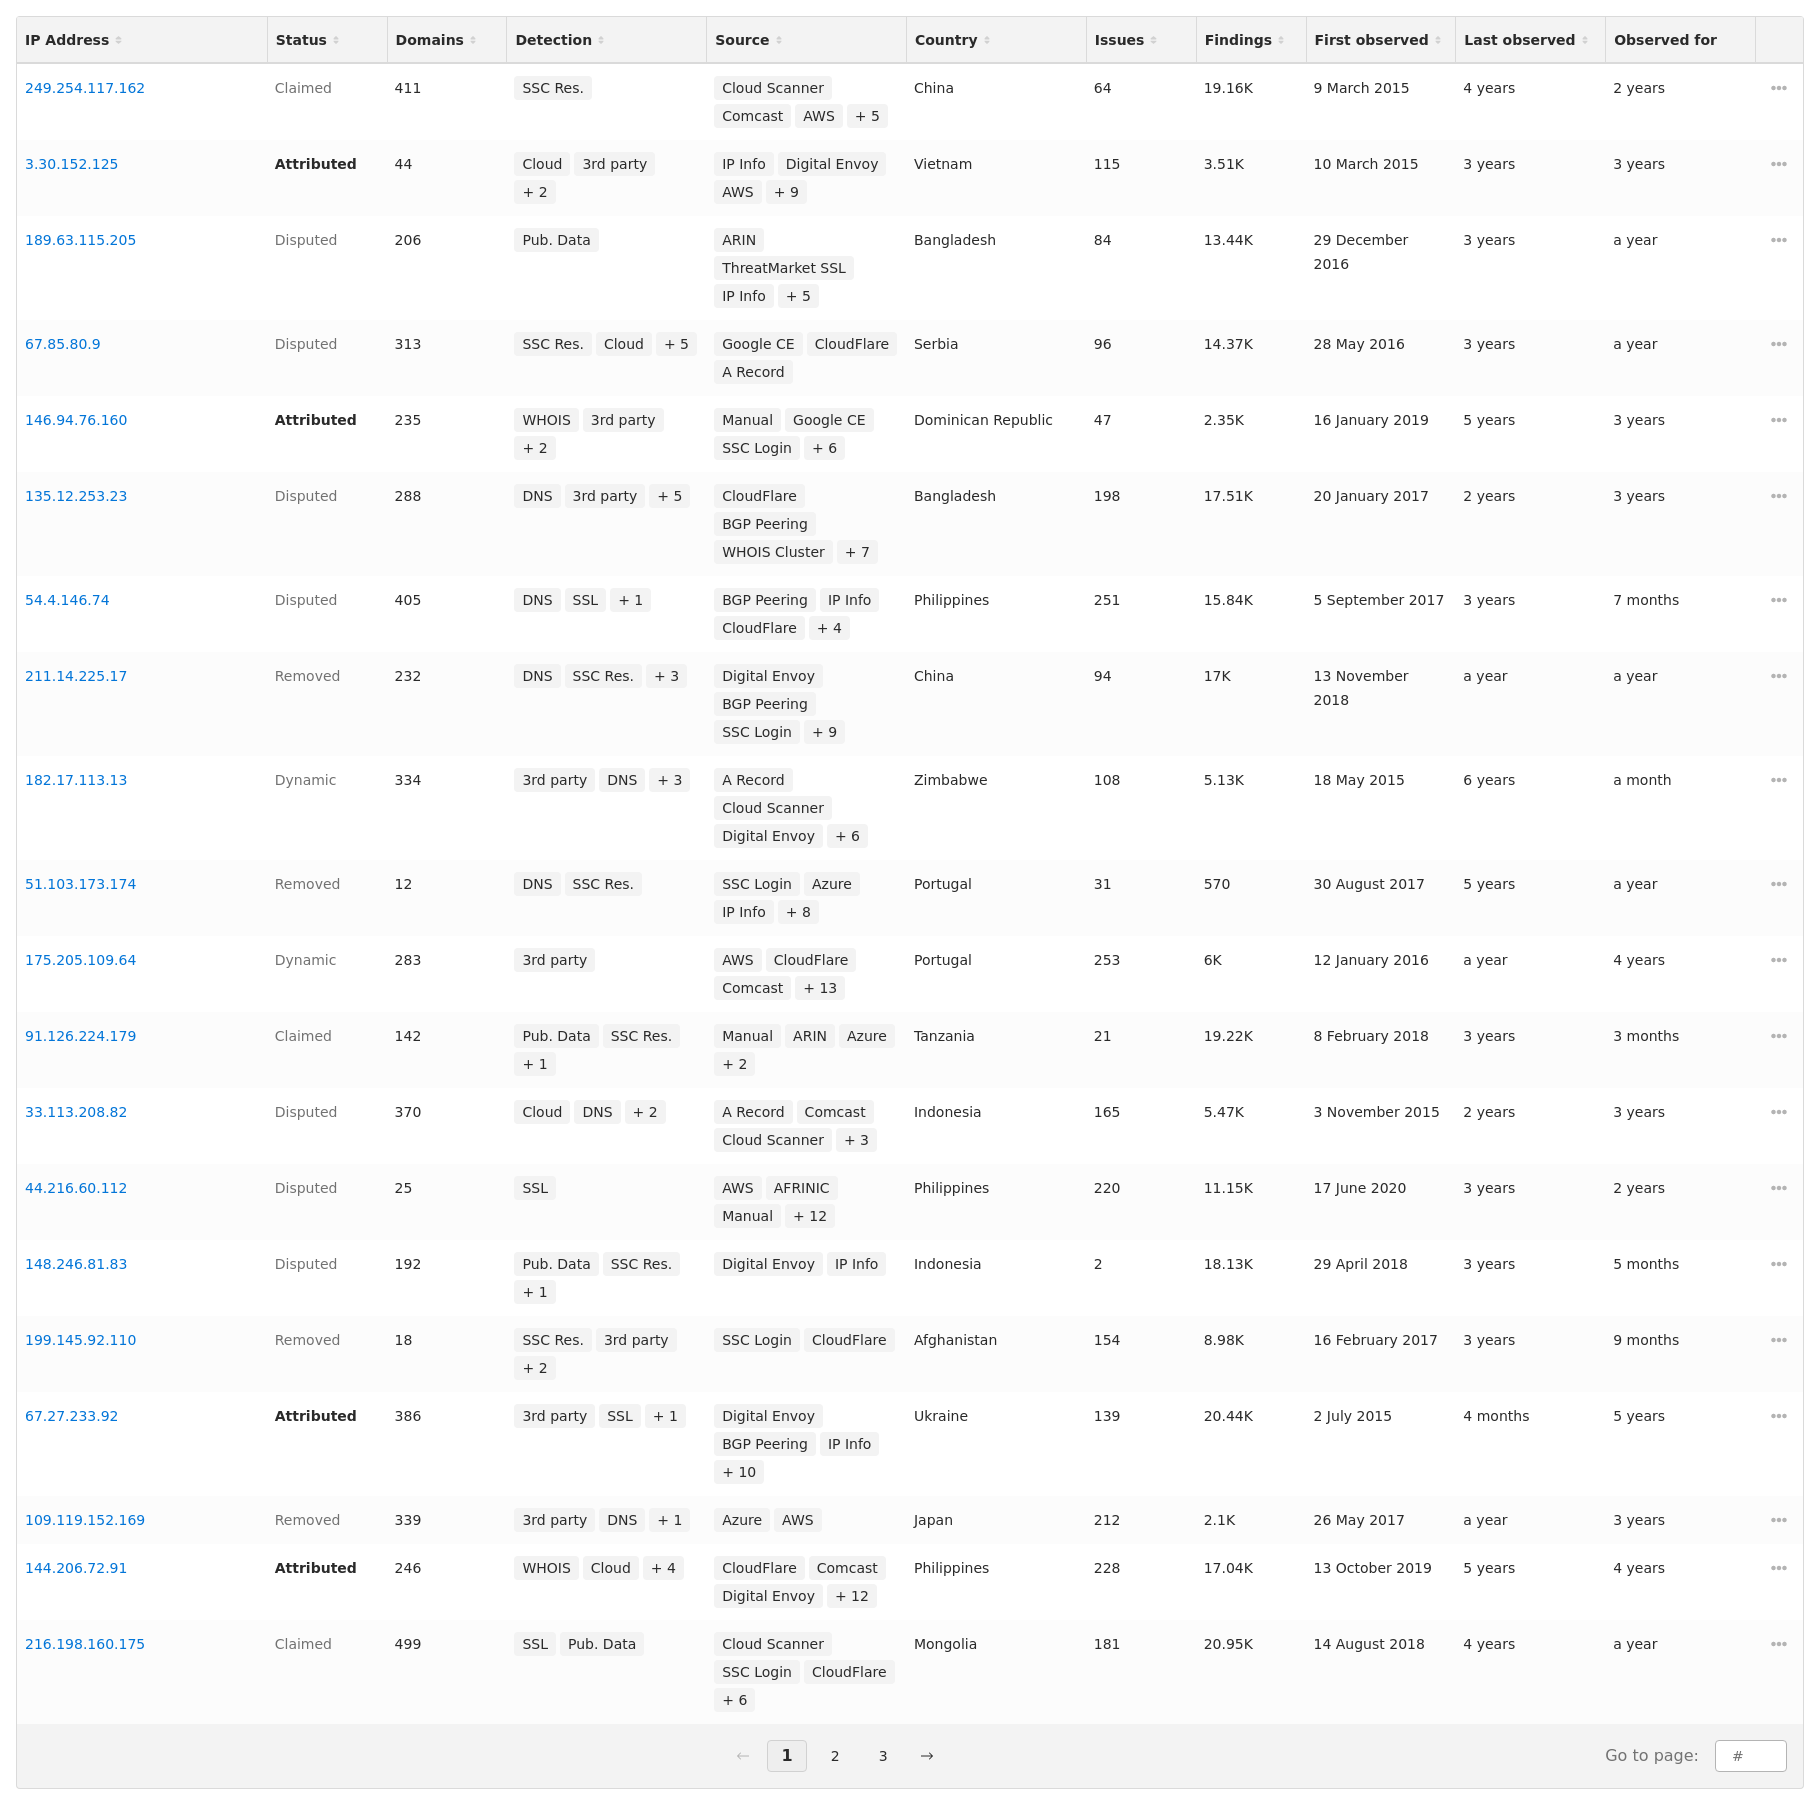 IP Address Status Domains Detection Source Country Issues Findings First observed Last observed Observed for
249.254.117.162 Claimed 411 SSC Res. Cloud Scanner China 64 19.16K 9 March 2015 4 years 2 years
Comcast AWS + 5
3.30.152.125 Attributed 44 Cloud 3rd party IP Info Digital Envoy Vietnam 115 3.51K 10 March 2015 3 years 3 years
+ 2 AWS + 9
189.63.115.205 Disputed 206 Pub. Data ARIN Bangladesh 84 13.44K 29 December 3 years a year
ThreatMarket SSL 2016
IP Info + 5
67.85.80.9 Disputed 313 SSC Res. Cloud + 5 Google CE CloudFlare Serbia 96 14.37K 28 May 2016 3 years a year
A Record
146.94.76.160 Attributed 235 WHOIS 3rd party Manual Google CE Dominican Republic 47 2.35K 16 January 2019 5 years 3 years
+ 2 SSC Login + 6
135.12.253.23 Disputed 288 DNS 3rd party + 5 CloudFlare Bangladesh 198 17.51K 20 January 2017 2 years 3 years
BGP Peering
WHOIS Cluster + 7
54.4.146.74 Disputed 405 DNS SSL + 1 BGP Peering IP Info Philippines 251 15.84K 5 September 2017 3 years 7 months
CloudFlare + 4
211.14.225.17 Removed 232 DNS SSC Res. + 3 Digital Envoy China 94 17K 13 November a year a year
BGP Peering 2018
SSC Login + 9
182.17.113.13 Dynamic 334 3rd party DNS + 3 A Record Zimbabwe 108 5.13K 18 May 2015 6 years a month
Cloud Scanner
Digital Envoy + 6
51.103.173.174 Removed 12 DNS SSC Res. SSC Login Azure Portugal 31 570 30 August 2017 5 years a year
IP Info + 8
175.205.109.64 Dynamic 283 3rd party AWS CloudFlare Portugal 253 6K 12 January 2016 a year 4 years
Comcast + 13
91.126.224.179 Claimed 142 Pub. Data SSC Res. Manual ARIN Azure Tanzania 21 19.22K 8 February 2018 3 years 3 months
+ 1 + 2
33.113.208.82 Disputed 370 Cloud DNS + 2 A Record Comcast Indonesia 165 5.47K 3 November 2015 2 years 3 years
Cloud Scanner + 3
44.216.60.112 Disputed 25 SSL AWS AFRINIC Philippines 220 11.15K 17 June 2020 3 years 2 years
Manual + 12
148.246.81.83 Disputed 192 Pub. Data SSC Res. Digital Envoy IP Info Indonesia 2 18.13K 29 April 2018 3 years 5 months
+ 1
199.145.92.110 Removed 18 SSC Res. 3rd party SSC Login CloudFlare Afghanistan 154 8.98K 16 February 2017 3 years 9 months
+ 2
67.27.233.92 Attributed 386 3rd party SSL + 1 Digital Envoy Ukraine 139 20.44K 2 July 2015 4 months 5 years
BGP Peering IP Info
+ 10
109.119.152.169 Removed 339 3rd party DNS + 1 Azure AWS Japan 212 2.1K 26 May 2017 a year 3 years
144.206.72.91 Attributed 246 WHOIS Cloud + 4 CloudFlare Comcast Philippines 228 17.04K 13 October 2019 5 years 4 years
Digital Envoy + 12
216.198.160.175 Claimed 499 SSL Pub. Data Cloud Scanner Mongolia 181 20.95K 14 August 2018 4 years a year
SSC Login CloudFlare
+ 6
← 1 2 3 → Go to page: #